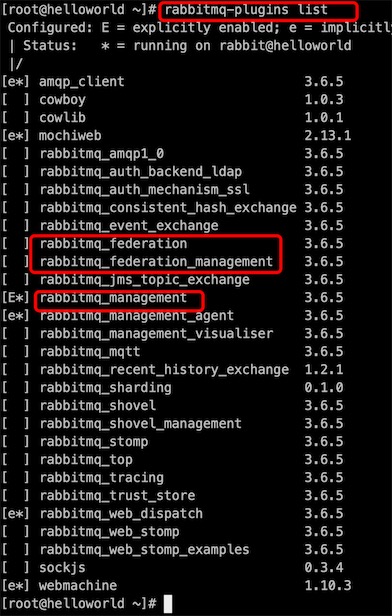 [root@helloworld ~]# rabbitmq-plugins list
Configured: E = explicitly enabled; e = implicitl
| Status:   * = running on rabbit@helloworld
|/
[e*] amqp_client                       3.6.5
[  ] cowboy                            1.0.3
[  ] cowlib                            1.0.1
[e*] mochiweb                          2.13.1
[  ] rabbitmq_amqp1_0                  3.6.5
[  ] rabbitmq_auth_backend_ldap        3.6.5
[  ] rabbitmq_auth_mechanism_ssl       3.6.5
[  ] rabbitmq_consistent_hash_exchange 3.6.5
[  ] rabbitmq_event_exchange           3.6.5
[  ] rabbitmq_federation               3.6.5
[  ] rabbitmq_federation_management    3.6.5
[  ] rabbitmq_jms_topic_exchange       3.6.5
[E*] rabbitmq_management               3.6.5
[e*] rabbitmq_management_agent         3.6.5
[  ] rabbitmq_management_visualiser    3.6.5
[  ] rabbitmq_mqtt                     3.6.5
[  ] rabbitmq_recent_history_exchange  1.2.1
[  ] rabbitmq_sharding                 0.1.0
[  ] rabbitmq_shovel                   3.6.5
[  ] rabbitmq_shovel_management        3.6.5
[  ] rabbitmq_stomp                    3.6.5
[  ] rabbitmq_top                      3.6.5
[  ] rabbitmq_tracing                  3.6.5
[  ] rabbitmq_trust_store              3.6.5
[e*] rabbitmq_web_dispatch             3.6.5
[  ] rabbitmq_web_stomp                3.6.5
[  ] rabbitmq_web_stomp_examples       3.6.5
[  ] sockjs                            0.3.4
[e*] webmachine                        1.10.3
[root@helloworld ~]#